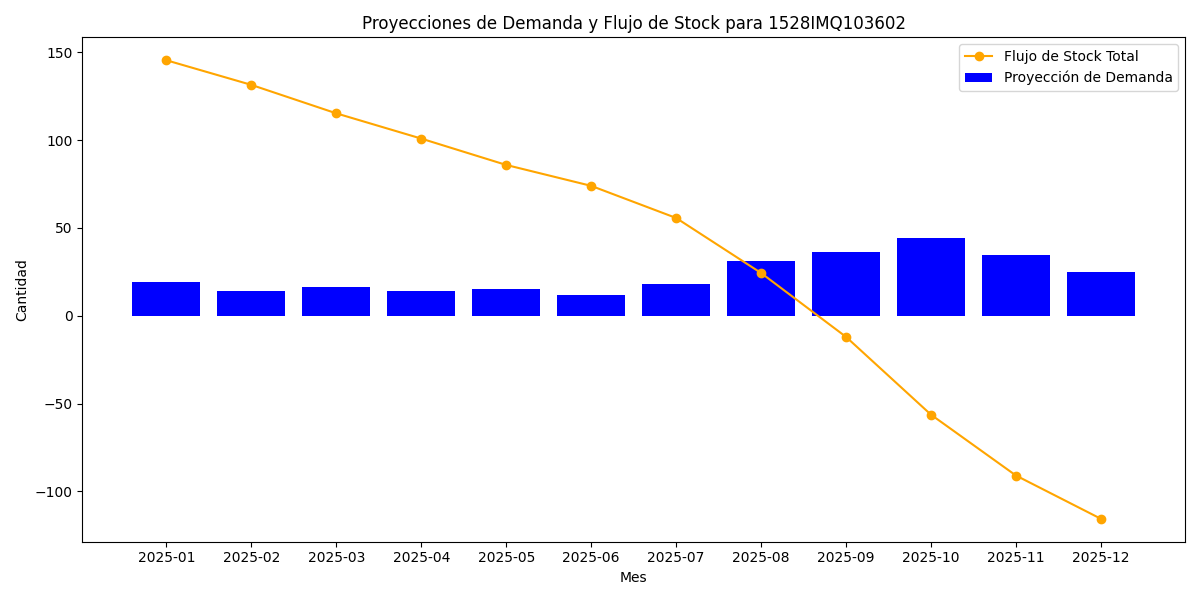 Proyecciones de Demanda y Flujo de Stock para 1528IMQ103602
Flujo de Stock Total
Proyección de Demanda
150
100
50
0
−50
−100
Cantidad
2025-01 2025-02 2025-03 2025-04 2025-05 2025-06 2025-07 2025-08 2025-09 2025-10 2025-11 2025-12
Mes